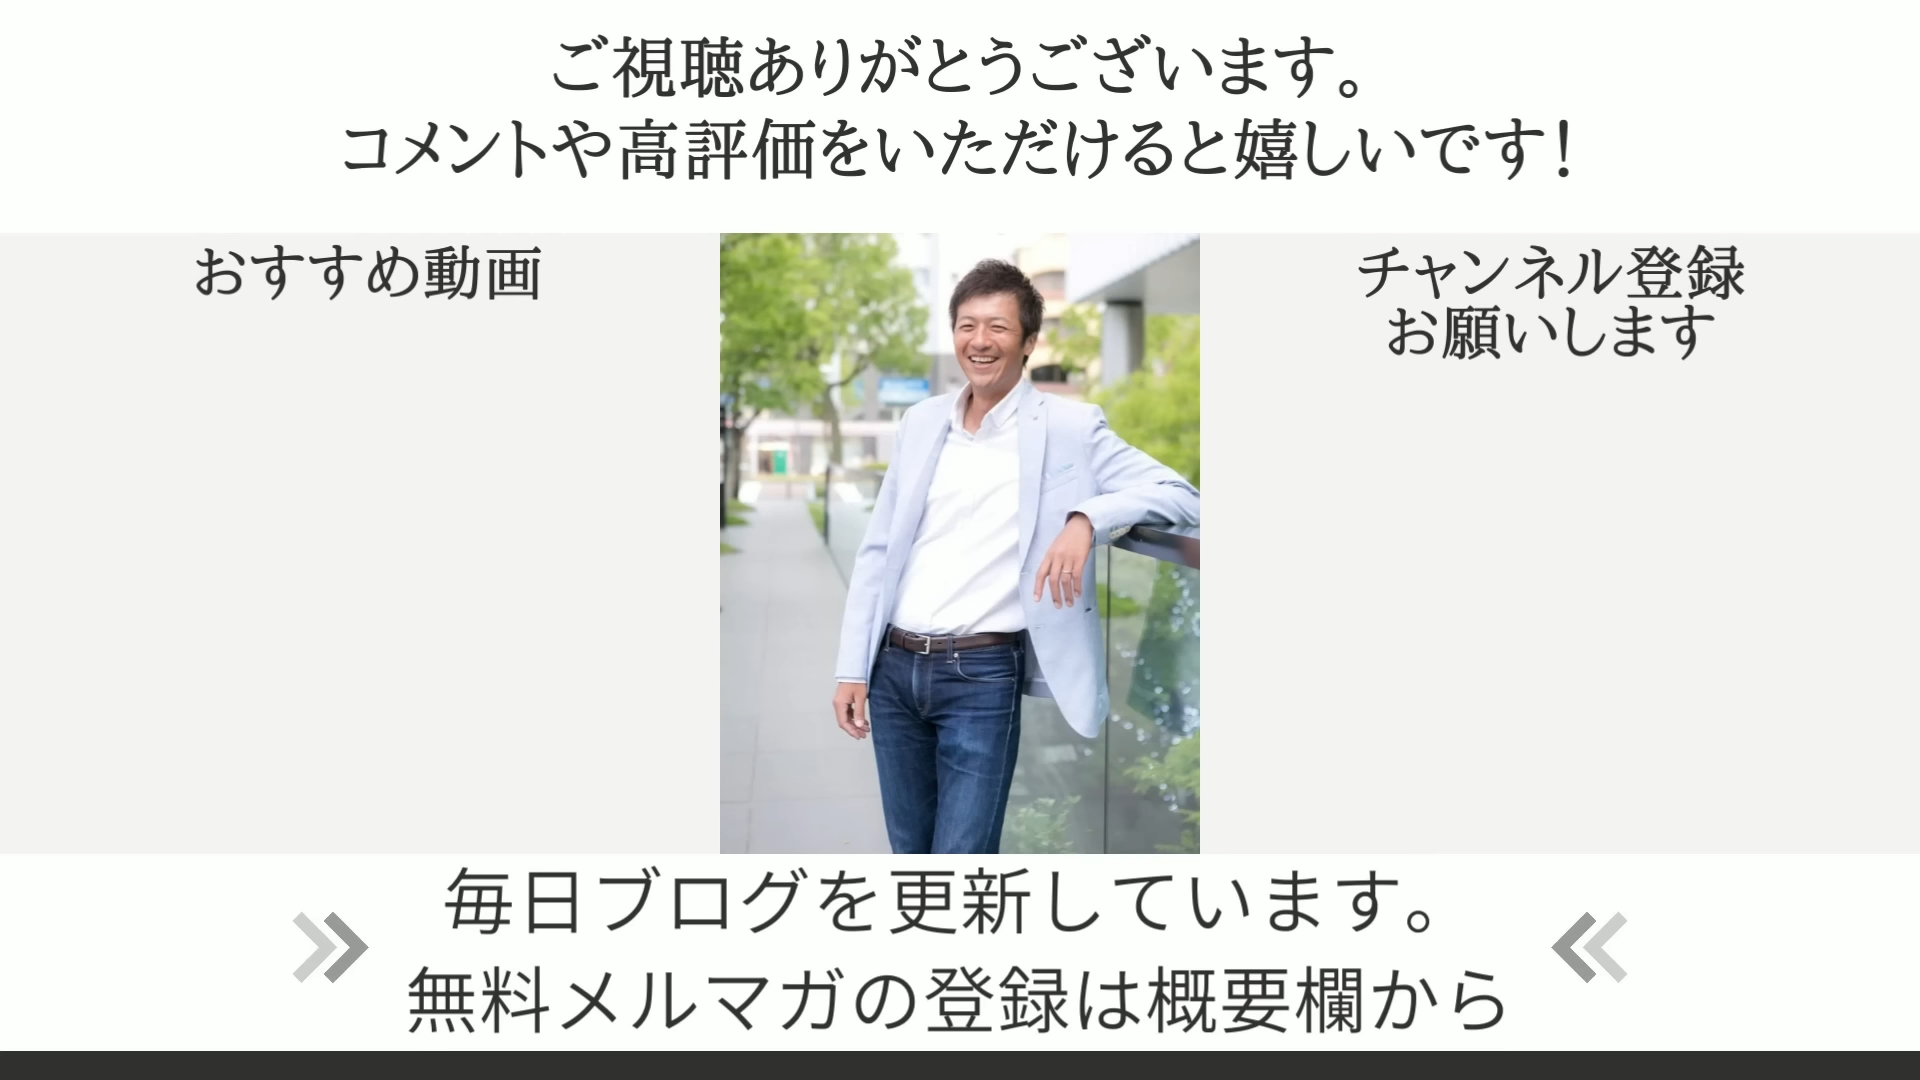 ご視聴ありがとうございます。
コメントや高評価をいただけると嬉しいです!
おすすめ動画
チャンネル登録
お願いします
毎日ブログを更新しています。
無料メルマガの登録は概要欄から